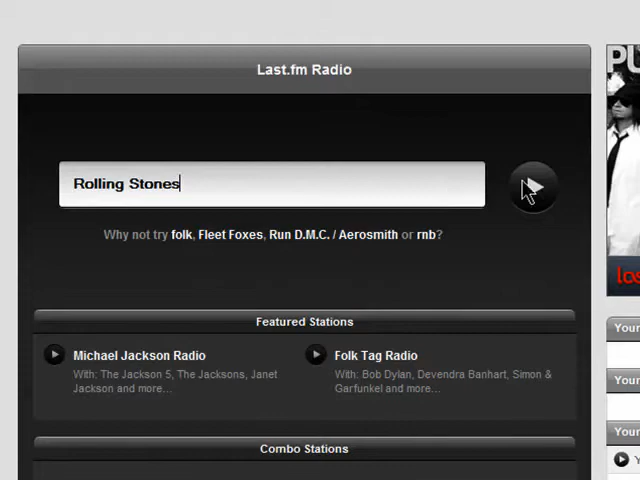 Last.fm Radio
Rolling Stones
Why not try folk, Fleet Foxes, Run D.M.C. / Aerosmith or rnb?
Featured Stations
Michael Jackson Radio
With: The Jackson 5, The Jacksons, Janet
Jackson and more...
Folk Tag Radio
With: Bob Dylan, Devendra Banhart, Simon &
Garfunkel and more...
Combo Stations
PU
las
Your
Your
Your
Y